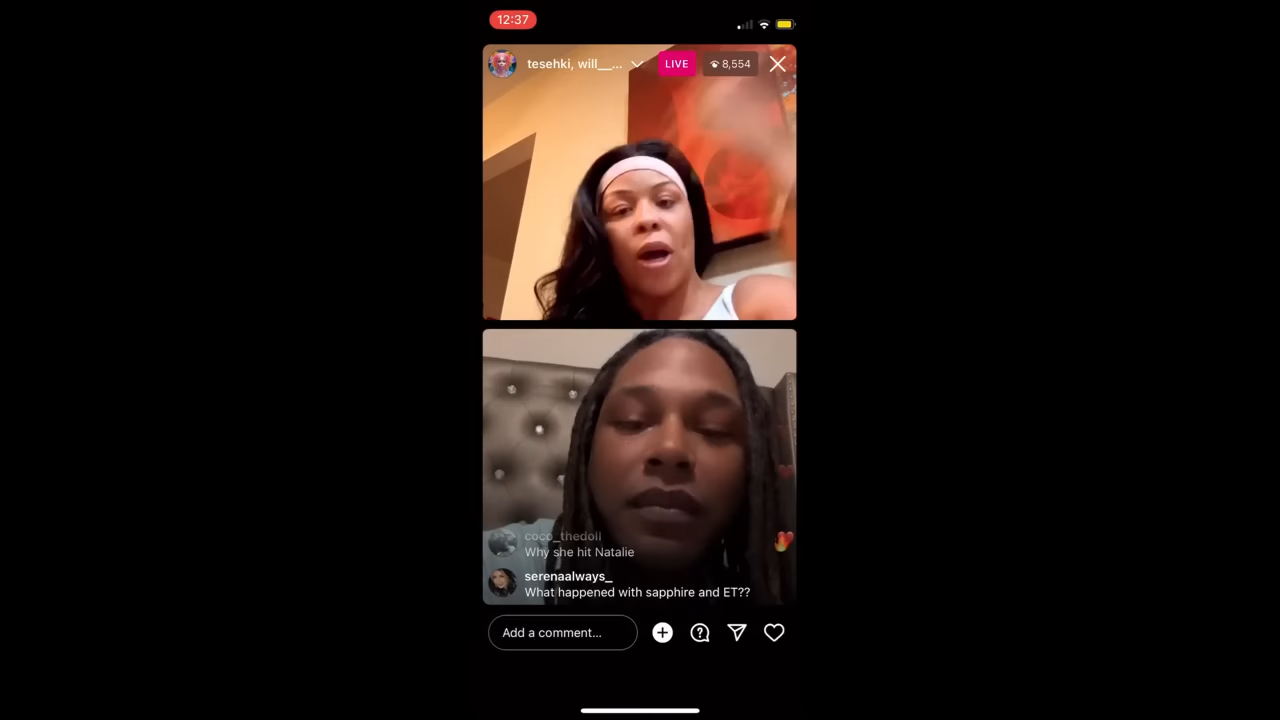 12:37
tesehki, will__... LIVE 8,554
coco_thedoll
Why she hit Natalie
serenaalways_
What happened with sapphire and ET??
Add a comment...